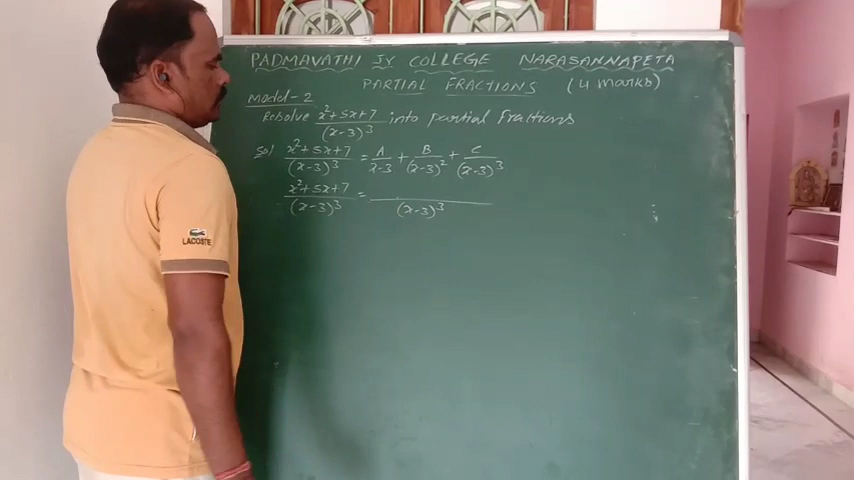 PADMAVATHI JR COLLEGE NARASANNAPETA
PARTIAL FRACTIONS (4 marks)
Model-2
Resolve x²+5x+7/(x-3)³ into partial Fractions
Sol x²+5x+7/(x-3)³ = A/x-3 + B/(x-3)² + C/(x-3)³
x²+5x+7/(x-3)³ = /(x-3)³
LACOSTE